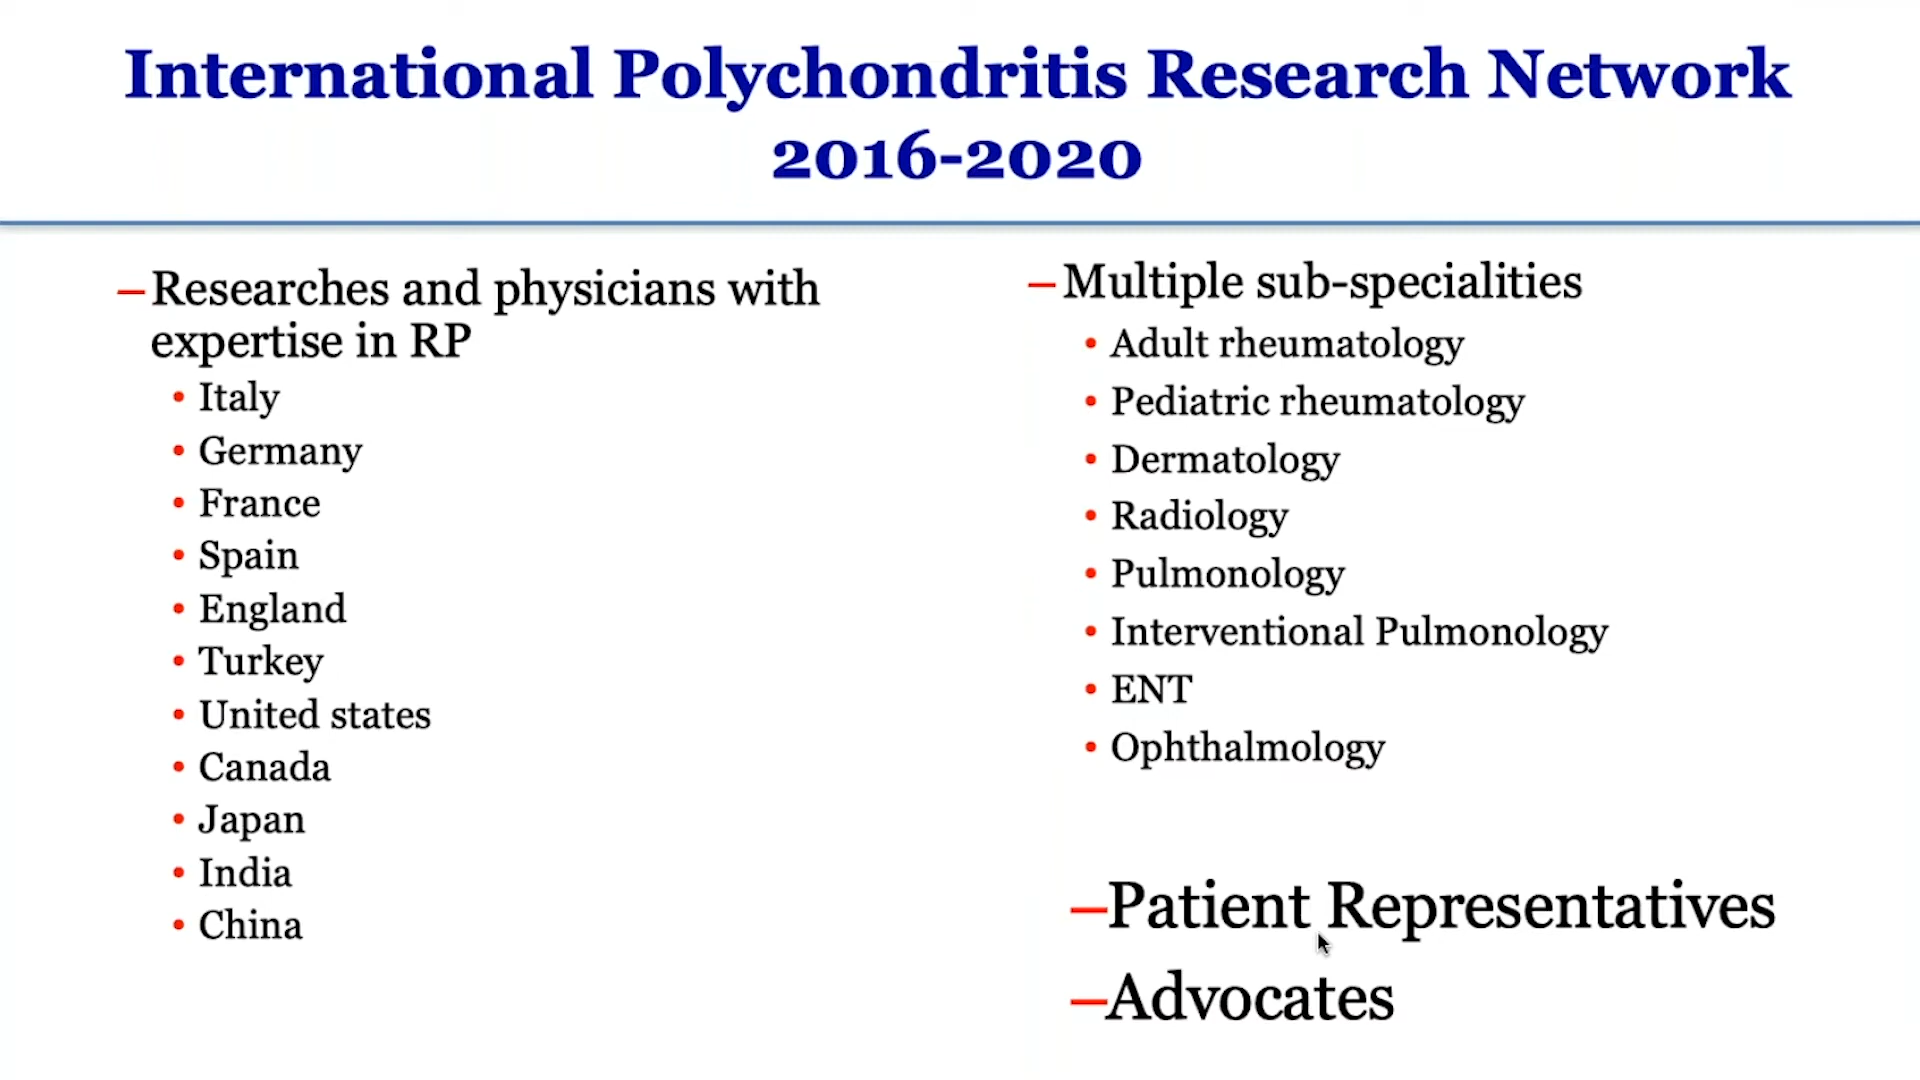 International Polychondritis Research Network
2016-2020
–Researches and physicians with
expertise in RP
• Italy
• Germany
• France
• Spain
• England
• Turkey
• United states
• Canada
• Japan
• India
• China
–Multiple sub-specialities
• Adult rheumatology
• Pediatric rheumatology
• Dermatology
• Radiology
• Pulmonology
• Interventional Pulmonology
• ENT
• Ophthalmology
–Patient Representatives
–Advocates